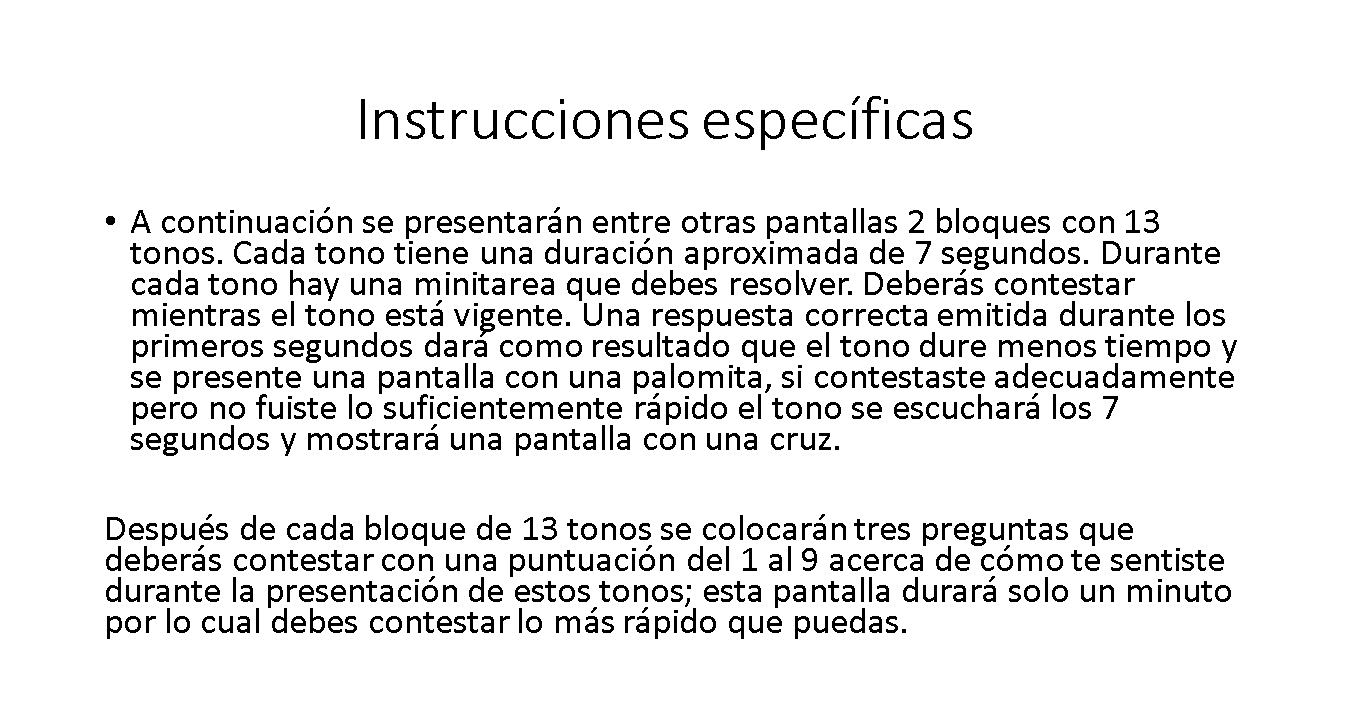 Instrucciones específicas
• A continuación se presentarán entre otras pantallas 2 bloques con 13
tonos. Cada tono tiene una duración aproximada de 7 segundos. Durante
cada tono hay una minitarea que debes resolver. Deberás contestar
mientras el tono está vigente. Una respuesta correcta emitida durante los
primeros segundos dará como resultado que el tono dure menos tiempo y
se presente una pantalla con una palomita, si contestaste adecuadamente
pero no fuiste lo suficientemente rápido el tono se escuchará los 7
segundos y mostrará una pantalla con una cruz.
Después de cada bloque de 13 tonos se colocarán tres preguntas que
deberás contestar con una puntuación del 1 al 9 acerca de cómo te sentiste
durante la presentación de estos tonos; esta pantalla durará solo un minuto
por lo cual debes contestar lo más rápido que puedas.